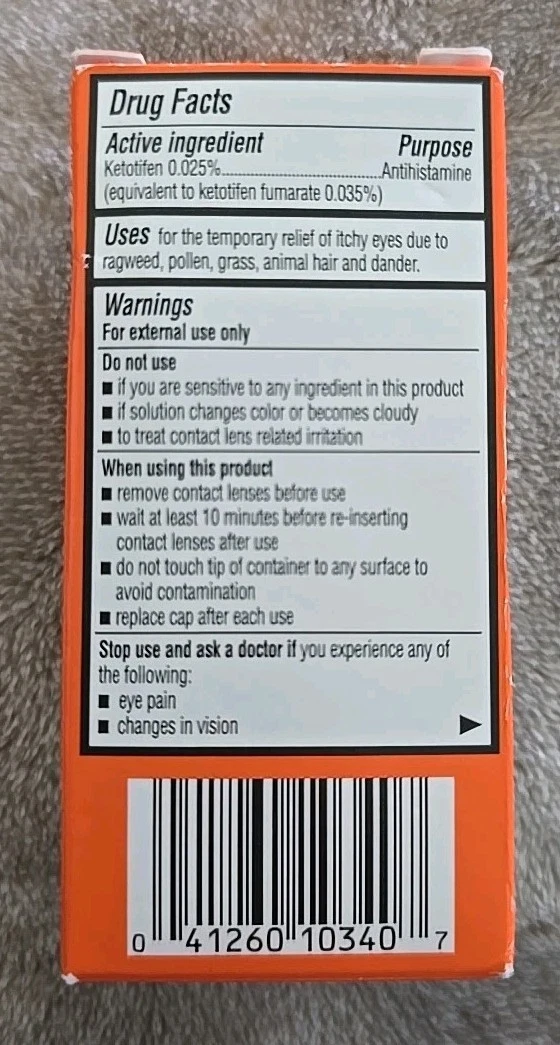 Drug Facts
Active ingredient Purpose
Ketotifen 0.025%..............................Antihistamine
(equivalent to ketotifen fumarate 0.035%)
Uses for the temporary relief of itchy eyes due to
ragweed, pollen, grass, animal hair and dander.
Warnings
For external use only
Do not use
■ if you are sensitive to any ingredient in this product
■ if solution changes color or becomes cloudy
■ to treat contact lens related irritation
When using this product
■ remove contact lenses before use
■ wait at least 10 minutes before re-inserting
contact lenses after use
■ do not touch tip of container to any surface to
avoid contamination
■ replace cap after each use
Stop use and ask a doctor if you experience any of
the following:
■ eye pain
■ changes in vision
0 41260 10340 7